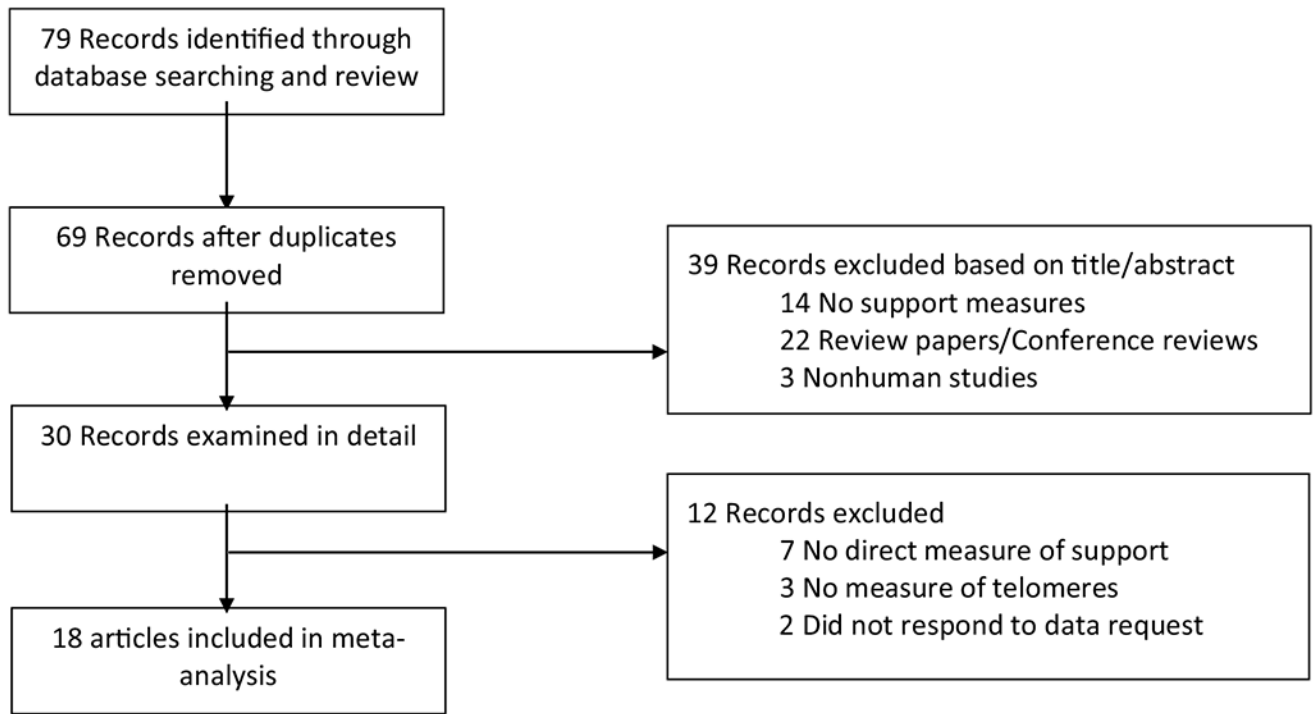 79 Records identified through
database searching and review
69 Records after duplicates
removed
39 Records excluded based on title/abstract
14 No support measures
22 Review papers/Conference reviews
3 Nonhuman studies
30 Records examined in detail
12 Records excluded
7 No direct measure of support
3 No measure of telomeres
2 Did not respond to data request
18 articles included in meta-
analysis